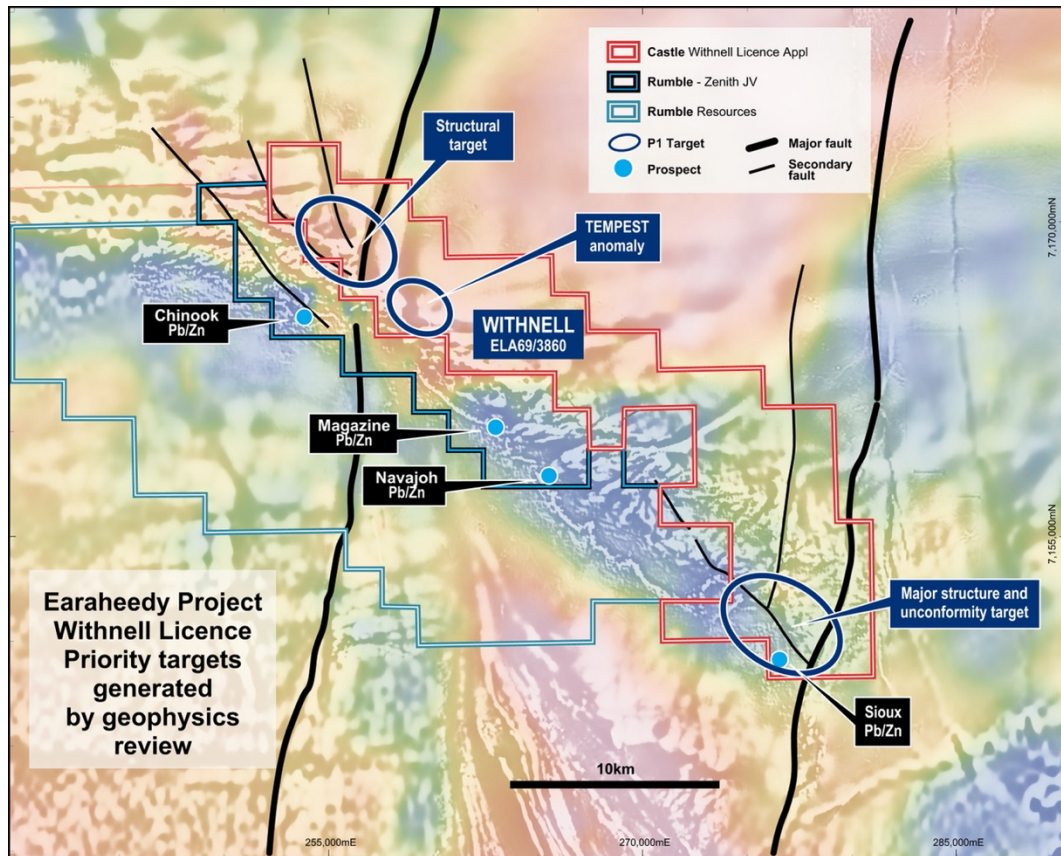 Castle Withnell Licence Appl
Rumble - Zenith JV
Rumble Resources
P1 Target
Major fault
Prospect
Secondary
fault
Structural
target
TEMPEST
anomaly
7,170,000mN
Chinook
Pb/Zn
WITHNELL
ELA69/3860
Magazine
Pb/Zn
Navajoh
Pb/Zn
7,155,000mN
Earaheedy Project
Withnell Licence
Priority targets
generated
by geophysics
review
Major structure and
unconformity target
Sioux
Pb/Zn
10km
255,000mE
270,000mE
285,000mE